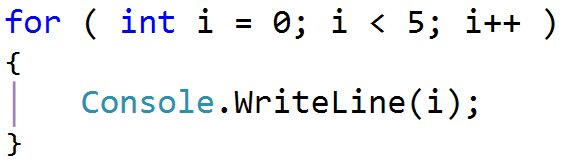 for ( int i = 0; i < 5; i++ )
{
    Console.WriteLine(i);
}